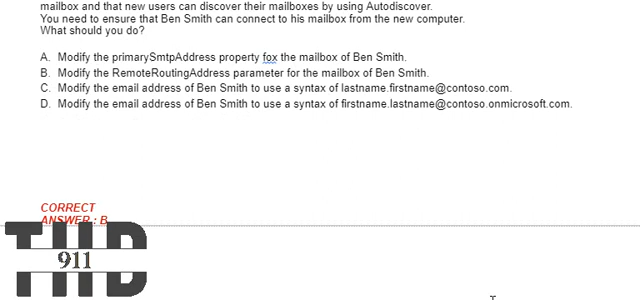 mailbox and that new users can discover their mailboxes by using Autodiscover.
You need to ensure that Ben Smith can connect to his mailbox from the new computer.
What should you do?
A. Modify the primarySmtpAddress property fox the mailbox of Ben Smith.
B. Modify the RemoteRoutingAddress parameter for the mailbox of Ben Smith.
C. Modify the email address of Ben Smith to use a syntax of lastname.firstname@contoso.com.
D. Modify the email address of Ben Smith to use a syntax of firstname.lastname@contoso.onmicrosoft.com.
CORRECT
ANSWER : B
THD
911